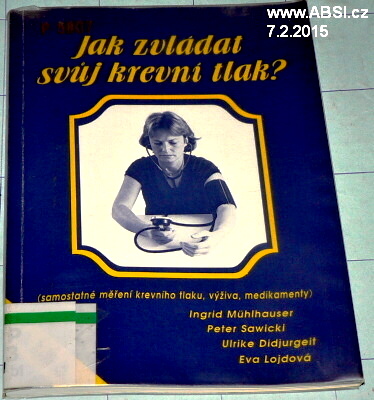 www.ABSI.cz
7.2.2015
Jak zvládat
svůj krevní tlak?
(samostatné měření krevního tlaku, výživa, medikamenty)
Ingrid Mühlhauser
Peter Sawicki
Ulrike Didjurgeit
Eva Lojdová